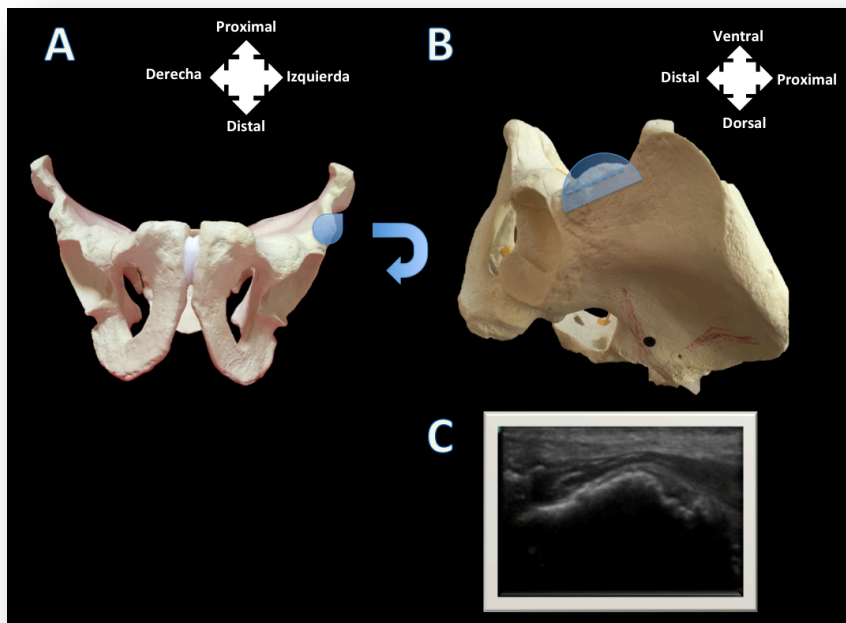 A
Proximal
Derecha
Izquierda
Distal
B
Ventral
Distal
Proximal
Dorsal
C